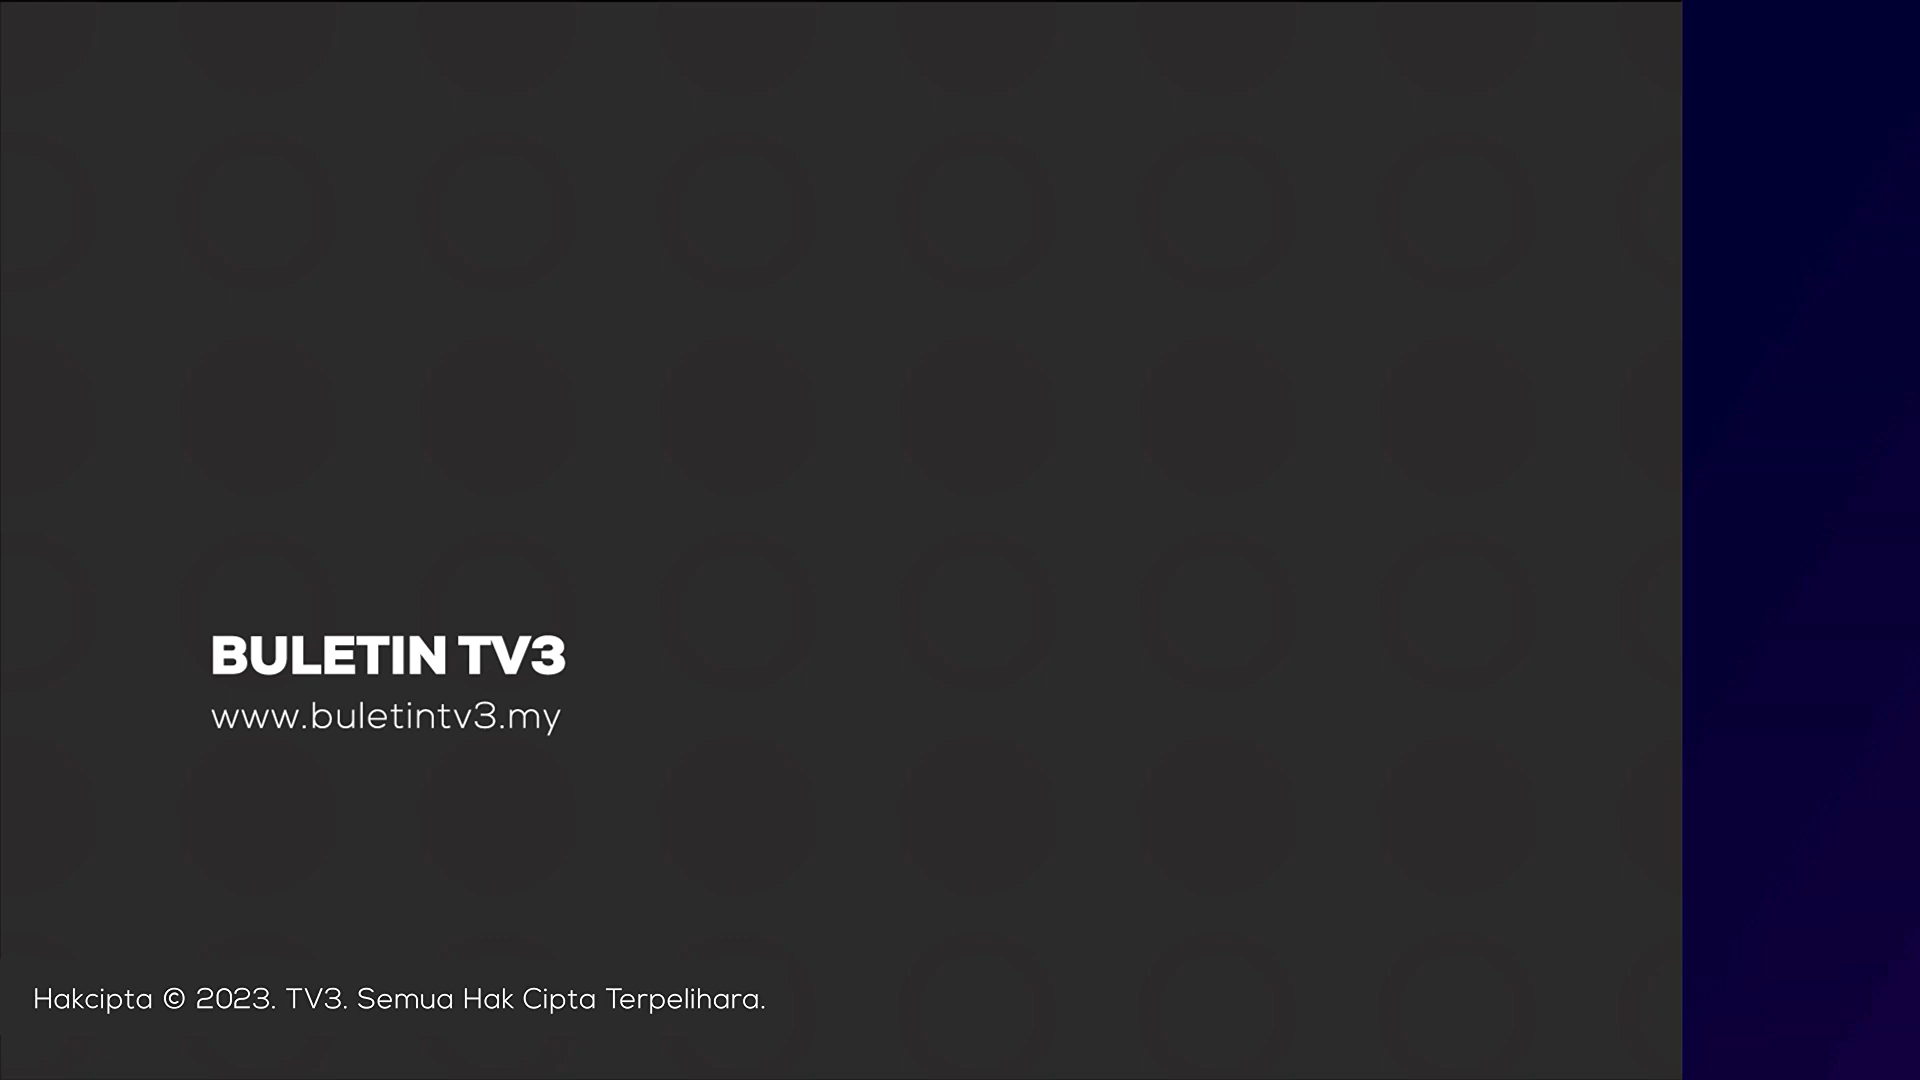 BULETIN TV3
www.buletintv3.my
Hakcipta © 2023. TV3. Semua Hak Cipta Terpelihara.